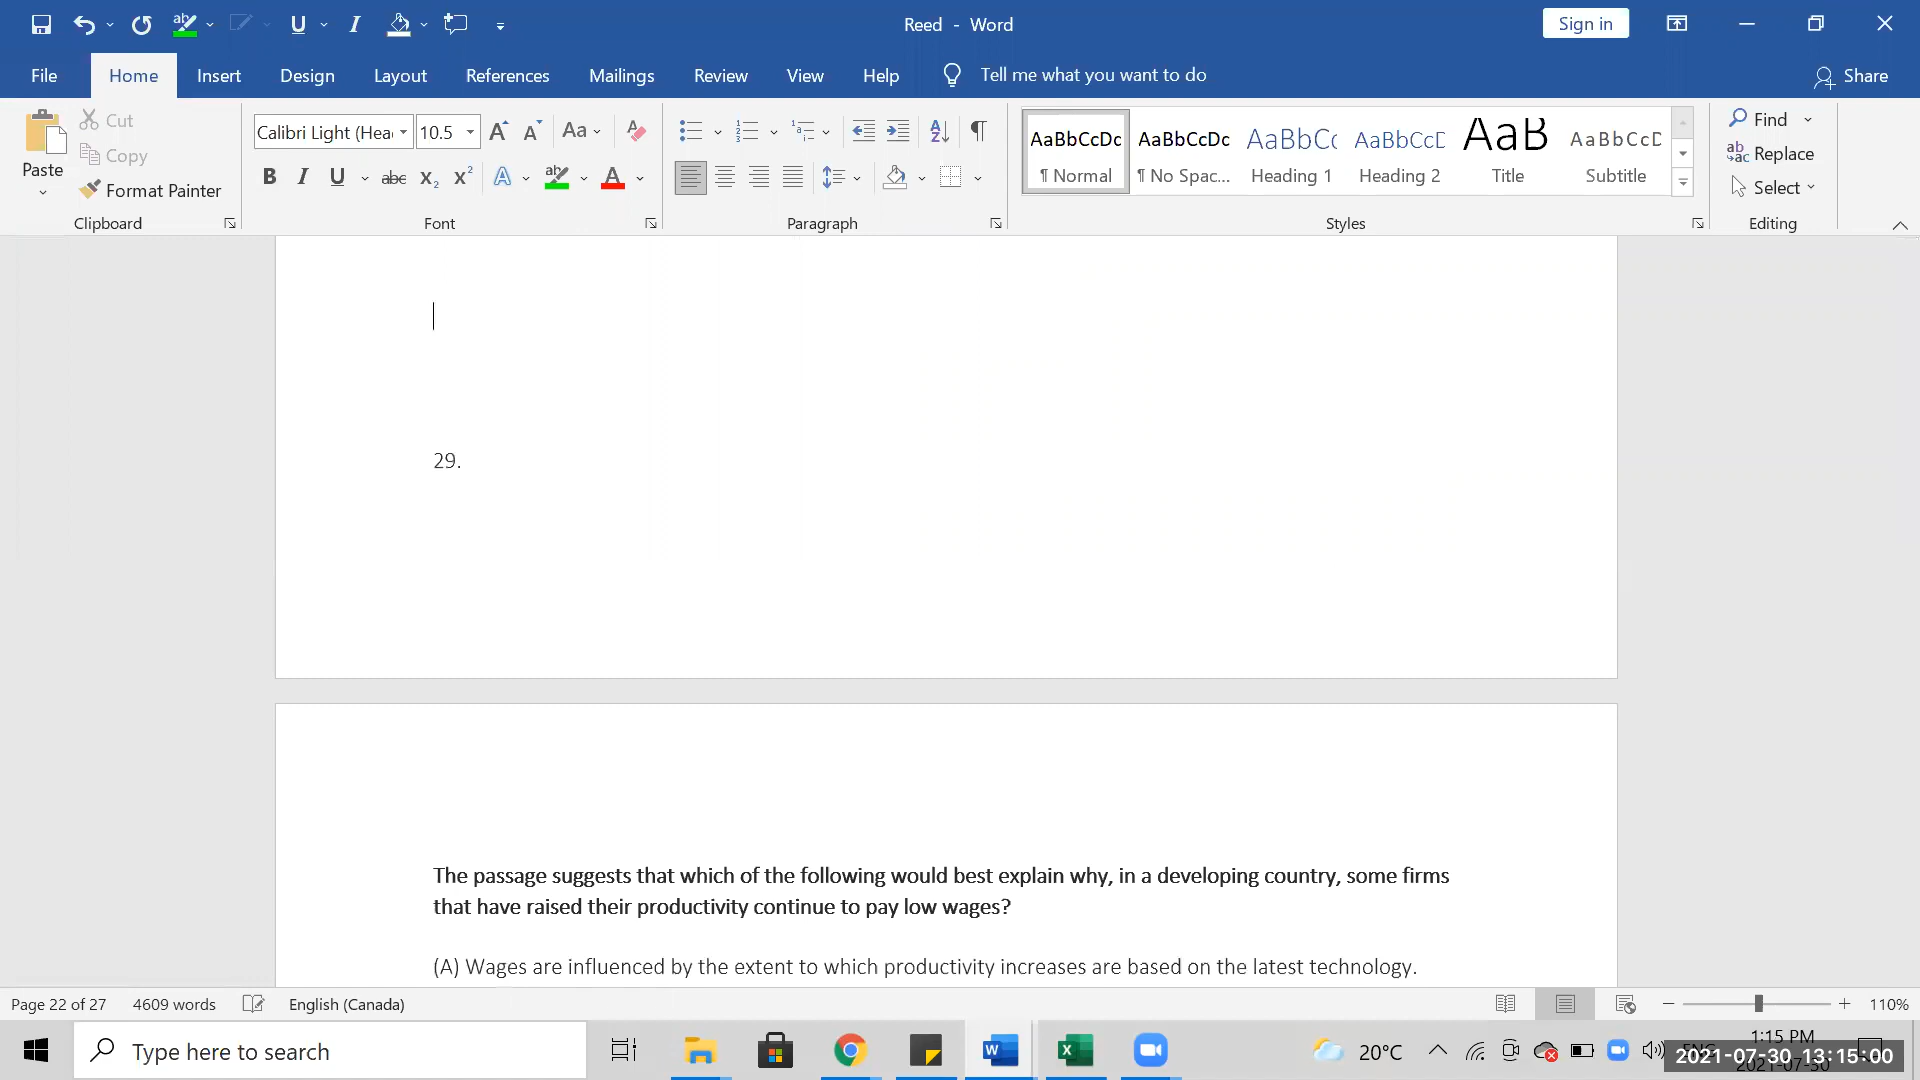 Reed - Word
Sign in
File Home Insert Design Layout References Mailings Review View Help Tell me what you want to do Share
Paste
Cut
Copy
Format Painter
Clipboard
Calibri Light (Hea 10.5
Font
Paragraph
AaBbCcDc AaBbCcDc AaBbCc AaBbCcD AaB AaBbCcD
¶ Normal ¶ No Spac... Heading 1 Heading 2 Title Subtitle
Styles
Find
Replace
Select
Editing
29.
The passage suggests that which of the following would best explain why, in a developing country, some firms
that have raised their productivity continue to pay low wages?
(A) Wages are influenced by the extent to which productivity increases are based on the latest technology.
Page 22 of 27 4609 words English (Canada) 110%
Type here to search
20°C
1:15 PM
2021-07-30 13:15:00